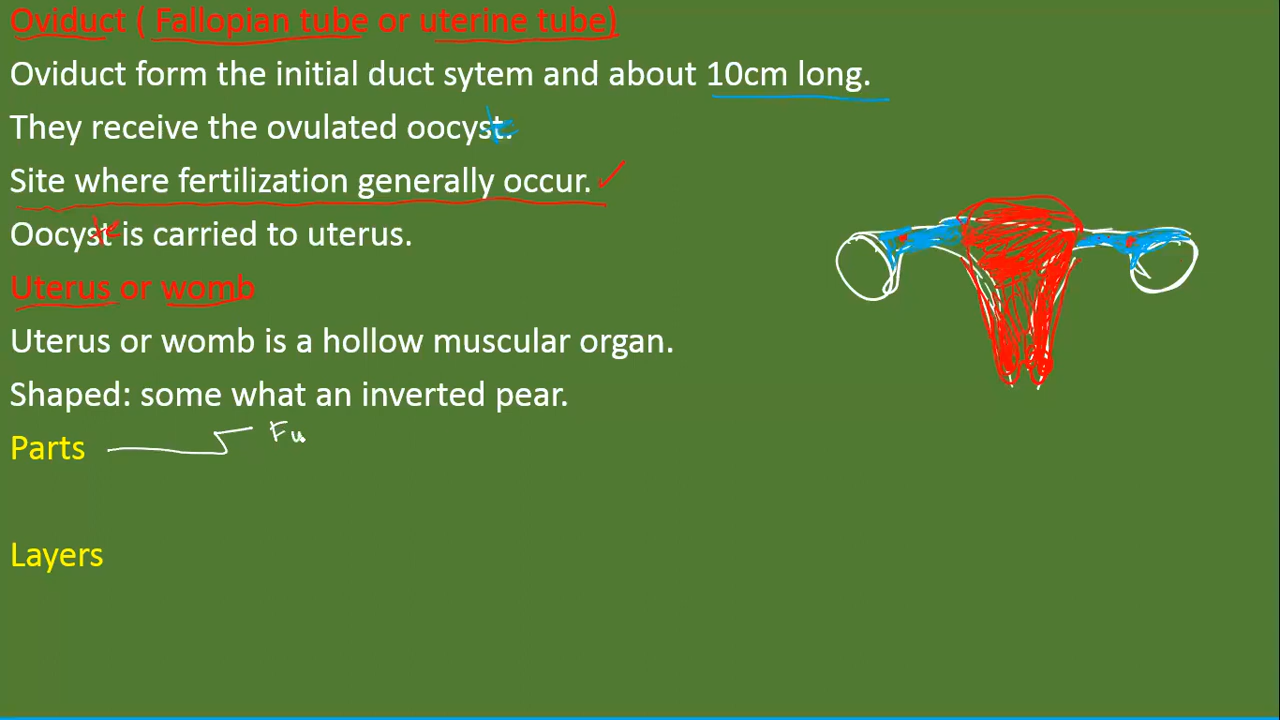 Oviduct ( Fallopian tube or uterine tube)
Oviduct form the initial duct sytem and about 10cm long.
They receive the ovulated oocyst.
Site where fertilization generally occur.
Oocyst is carried to uterus.
Uterus or womb
Uterus or womb is a hollow muscular organ.
Shaped: some what an inverted pear.
Parts Fu
Layers